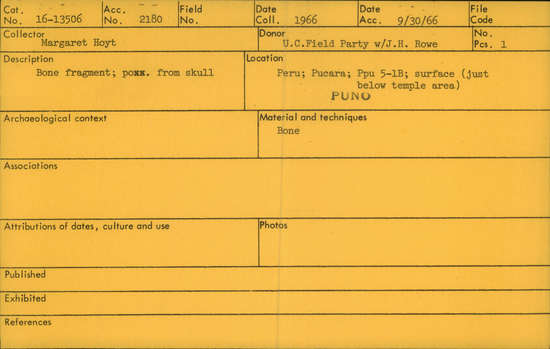 Cat. Acc. Field Date Date File
No. 16-13506 No. 2180 No. Coll. 1966 Acc. 9/30/66 Code
Collector Donor No.
Margaret Hoyt U.C.Field Party w/J.H. Rowe Pcs. 1
Description Location
Bone fragment; poxx. from skull Peru; Pucara; Ppu 5-1B; surface (just
below temple area)
PUNO
Archaeological context Material and techniques
Bone
Associations
Attributions of dates, culture and use Photos
Published
Exhibited
References